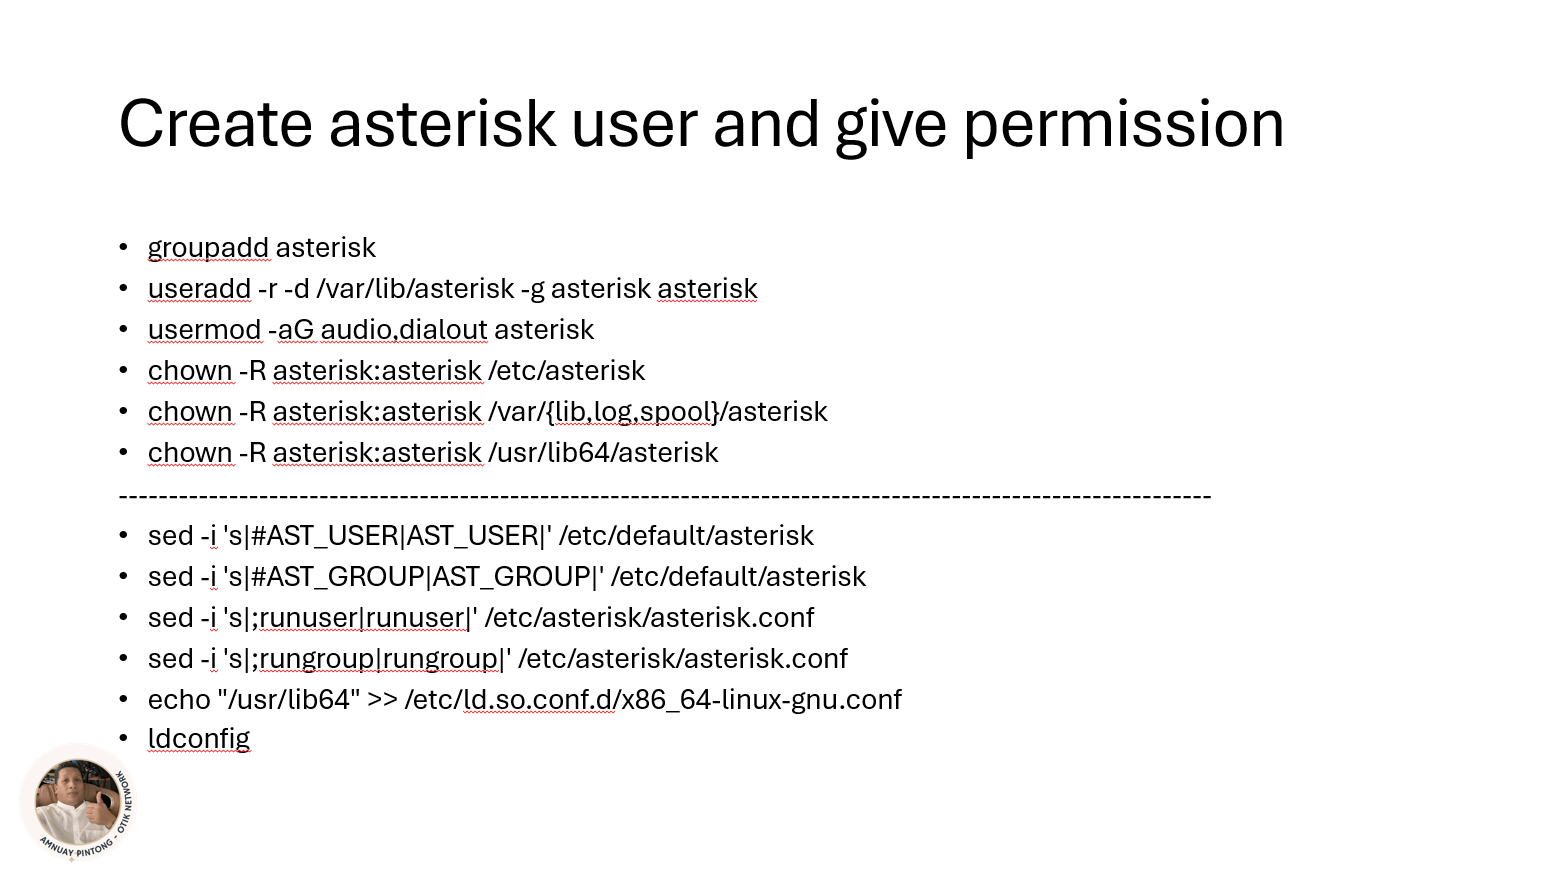 Create asterisk user and give permission
• groupadd asterisk
• useradd -r -d /var/lib/asterisk -g asterisk asterisk
• usermod -aG audio,dialout asterisk
• chown -R asterisk:asterisk /etc/asterisk
• chown -R asterisk:asterisk /var/{lib,log,spool}/asterisk
• chown -R asterisk:asterisk /usr/lib64/asterisk
-------------------------------------------------------------------------------------------------------------
• sed -i 's|#AST_USER|AST_USER|' /etc/default/asterisk
• sed -i 's|#AST_GROUP|AST_GROUP|' /etc/default/asterisk
• sed -i 's|;runuser|runuser|' /etc/asterisk/asterisk.conf
• sed -i 's|;rungroup|rungroup|' /etc/asterisk/asterisk.conf
• echo "/usr/lib64" >> /etc/ld.so.conf.d/x86_64-linux-gnu.conf
• ldconfig
AMNUAY PINTONG - OTIK NETWORK